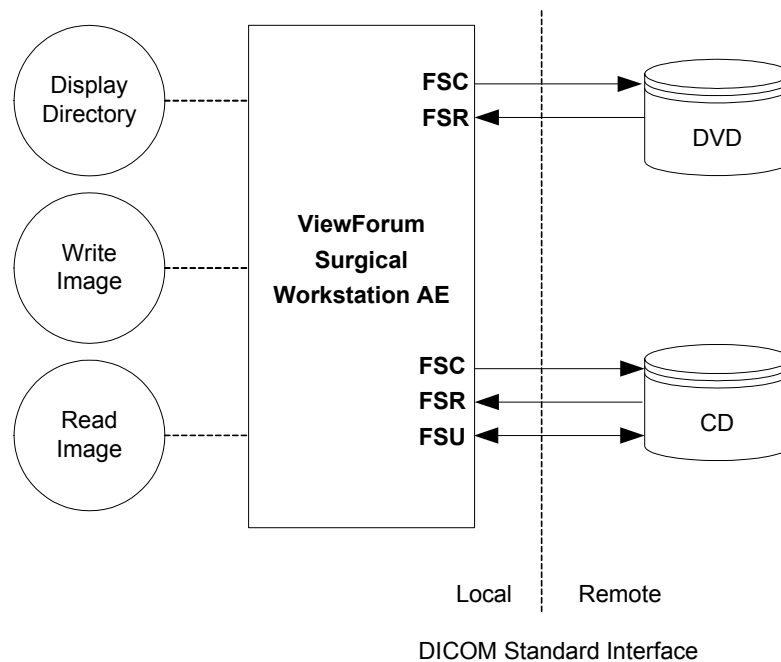 Display
Directory
Write
Image
Read
Image
ViewForum
Surgical
Workstation AE
FSC
FSR
FSC
FSR
FSU
DVD
CD
Local
Remote
DICOM Standard Interface